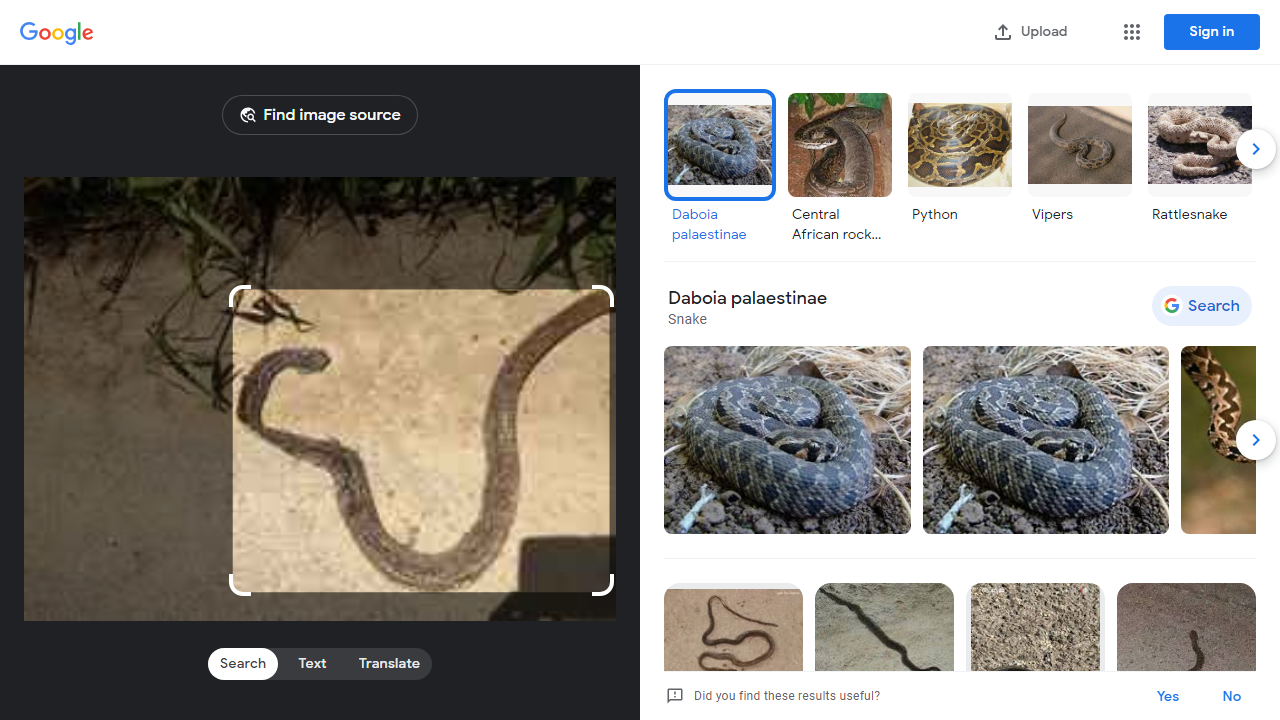 Google
Upload
Sign in
Find image source
Daboia
palaestinae
Central
African rock...
Python
Vipers
Rattlesnake
Daboia palaestinae
Snake
Search
Search
Text
Translate
Did you find these results useful?
Yes
No